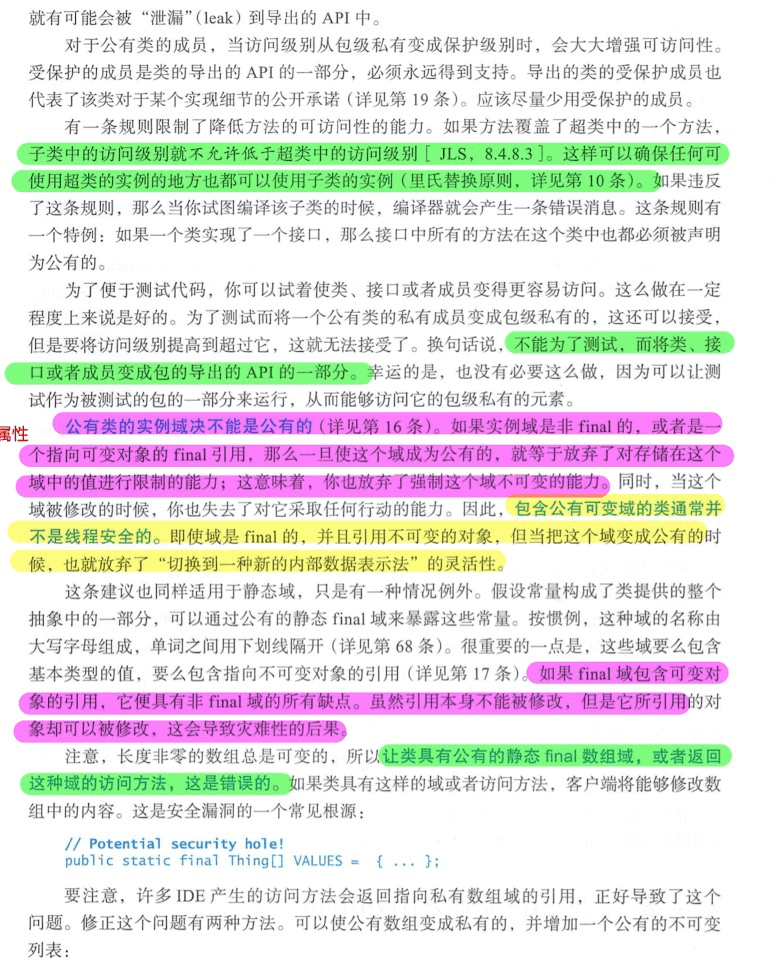 就有可能会被“泄漏”(leak)到导出的 API 中。
对于公有类的成员，当访问级别从包级私有变成保护级别时，会大大增强可访问性。
受保护的成员是类的导出的 API 的一部分，必须永远得到支持。导出的类的受保护成员也
代表了该类对于某个实现细节的公开承诺（详见第 19 条）。应该尽量少用受保护的成员。
有一条规则限制了降低方法的可访问性的能力。如果方法覆盖了超类中的一个方法，
子类中的访问级别就不允许低于超类中的访问级别［JLS，8.4.8.3］。这样可以确保任何可
使用超类的实例的地方也都可以使用子类的实例（里氏替换原则，详见第 10 条）。如果违反
了这条规则，那么当你试图编译该子类的时候，编译器就会产生一条错误消息。这条规则有
一个特例：如果一个类实现了一个接口，那么接口中所有的方法在这个类中也都必须被声明
为公有的。
为了便于测试代码，你可以试着使类、接口或者成员变得更容易访问。这么做在一定
程度上来说是好的。为了测试而将一个公有类的私有成员变成包级私有的，这还可以接受，
但是要将访问级别提高到超过它，这就无法接受了。换句话说，不能为了测试，而将类、接
口或者成员变成包的导出的 API 的一部分。幸运的是，也没有必要这么做，因为可以让测
试作为被测试的包的一部分来运行，从而能够访问它的包级私有的元素。
公有类的实例域决不能是公有的（详见第 16 条）。如果实例域是非 final 的，或者是一
属性
个指向可变对象的 final 引用，那么一旦使这个域成为公有的，就等于放弃了对存储在这个
域中的值进行限制的能力；这意味着，你也放弃了强制这个域不可变的能力。同时，当这个
域被修改的时候，你也失去了对它采取任何行动的能力。因此，包含公有可变域的类通常并
不是线程安全的。即使域是 final 的，并且引用不可变的对象，但当把这个域变成公有的时
候，也就放弃了“切换到一种新的内部数据表示法”的灵活性。
这条建议也同样适用于静态域，只是有一种情况例外。假设常量构成了类提供的整个
抽象中的一部分，可以通过公有的静态 final 域来暴露这些常量。按惯例，这种域的名称由
大写字母组成，单词之间用下划线隔开（详见第 68 条）。很重要的一点是，这些域要么包含
基本类型的值，要么包含指向不可变对象的引用（详见第 17 条）。如果 final 域包含可变对
象的引用，它便具有非 final 域的所有缺点。虽然引用本身不能被修改，但是它所引用的对
象却可以被修改，这会导致灾难性的后果。
注意，长度非零的数组总是可变的，所以让类具有公有的静态 final 数组域，或者返回
这种域的访问方法，这是错误的。如果类具有这样的域或者访问方法，客户端将能够修改数
组中的内容。这是安全漏洞的一个常见根源：
// Potential security hole!
public static final Thing[] VALUES = { ... };
要注意，许多 IDE 产生的访问方法会返回指向私有数组域的引用，正好导致了这个
问题。修正这个问题有两种方法。可以使公有数组变成私有的，并增加一个公有的不可变
列表：